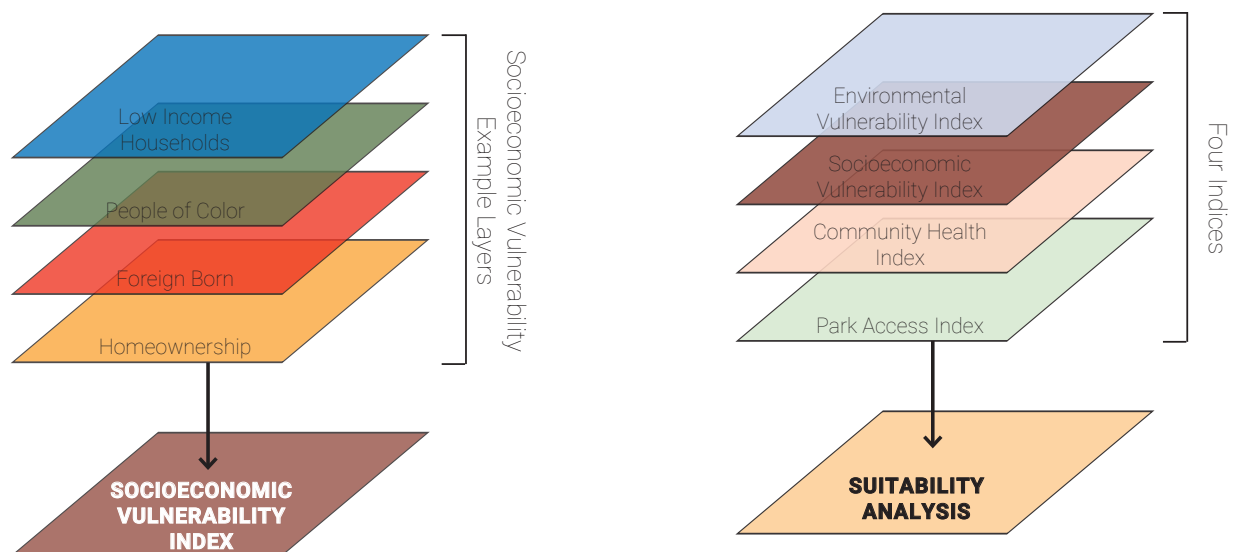 Low Income
Households
People of Color
Foreign Born
Homeownership
Socioeconomic Vulnerability
Example Layers
SOCIOECONOMIC
VULNERABILITY
INDEX
Environmental
Vulnerability Index
Socioeconomic
Vulnerability Index
Community Health
Index
Park Access Index
Four Indices
SUITABILITY
ANALYSIS